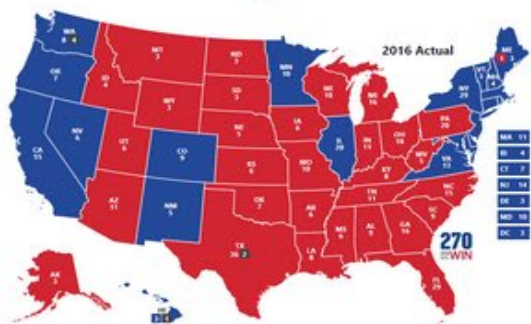 2016 Actual
WA
8 4
OR
7
CA
55
NV
6
ID
4
MT
3
WY
3
UT
6
AZ
11
CO
9
NM
5
ND
3
SD
3
NE
5
KS
6
OK
7
TX
36 2
MN
10
IA
6
MO
10
AR
6
LA
8
WI
10
IL
20
MI
16
IN
11
OH
18
KY
8
TN
11
MS
6
AL
9
GA
16
FL
29
SC
9
NC
15
VA
13
WV
PA
20
NY
29
VT
3
NH
4
ME
1 3
MA 11
RI 4
CT 7
NJ 14
DE 3
MD 10
DC 3
AK
3
HI
3 1
270
TO
WIN